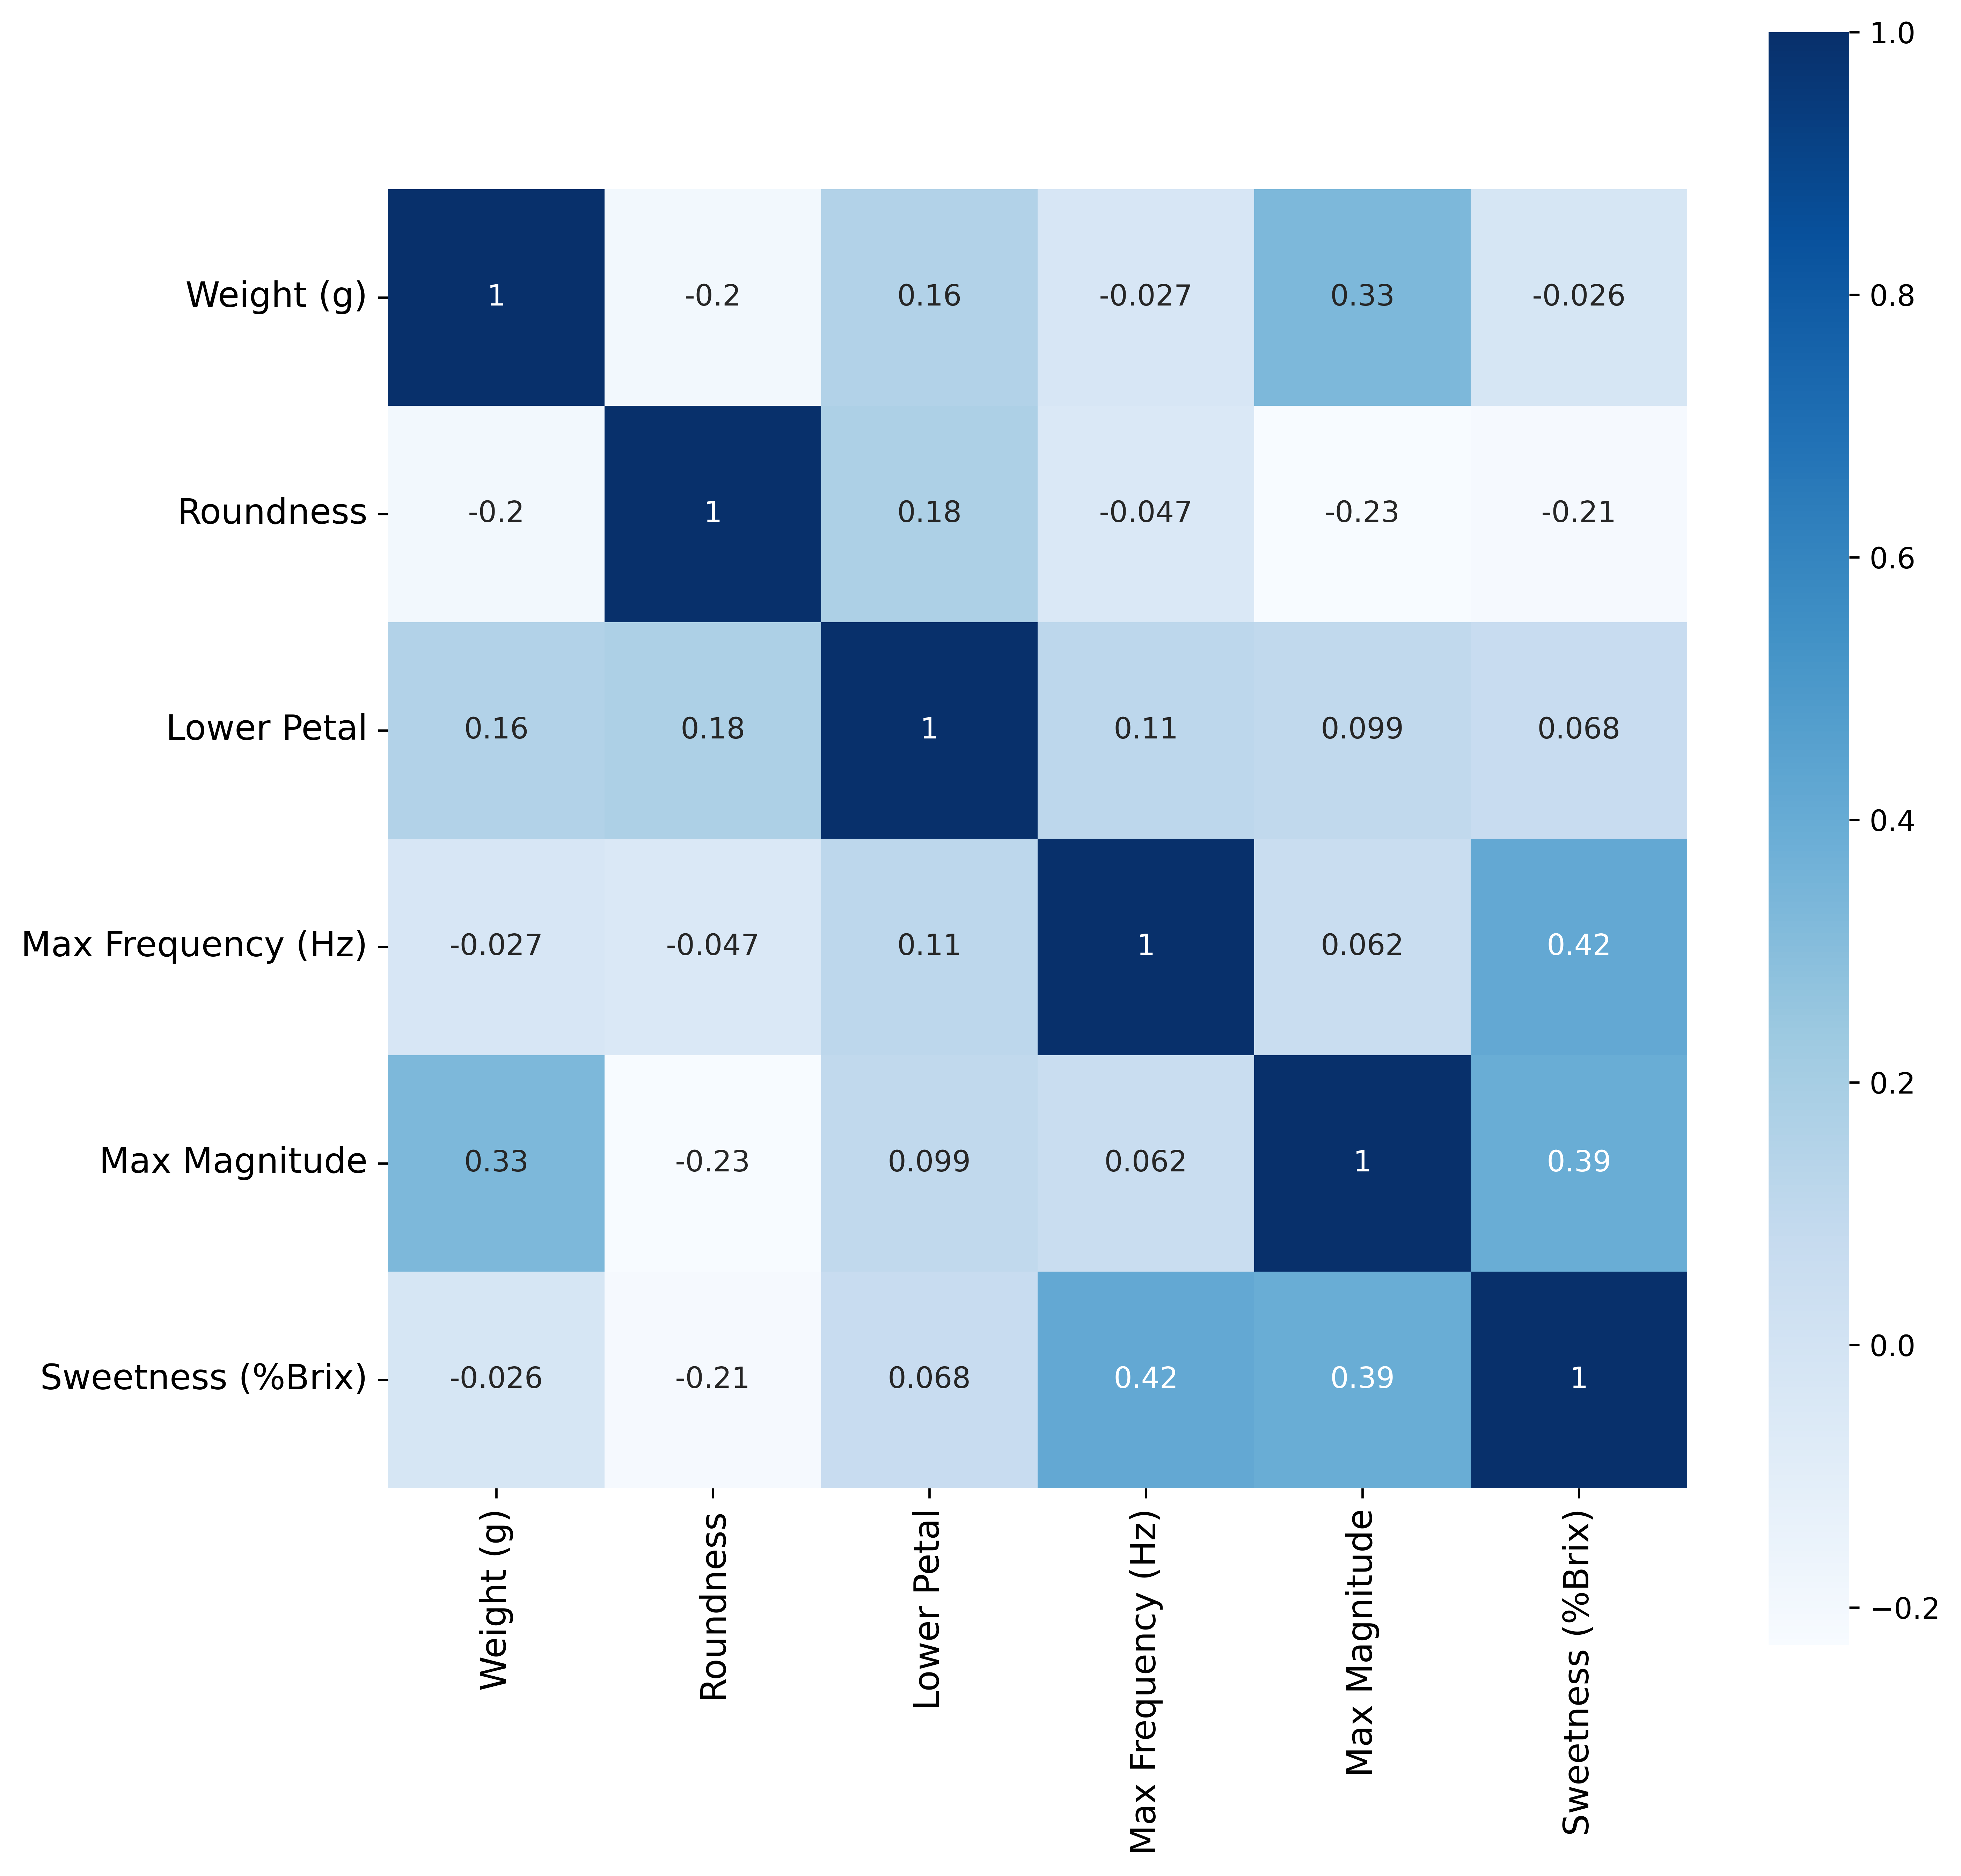 1.0
Weight (g) 1 -0.2 0.16 -0.027 0.33 -0.026
0.8
Roundness -0.2 1 0.18 -0.047 -0.23 -0.21
0.6
Lower Petal 0.16 0.18 1 0.11 0.099 0.068
0.4
Max Frequency (Hz) -0.027 -0.047 0.11 1 0.062 0.42
0.2
Max Magnitude 0.33 -0.23 0.099 0.062 1 0.39
0.0
Sweetness (%Brix) -0.026 -0.21 0.068 0.42 0.39 1
−0.2
Weight (g)
Roundness
Lower Petal
Max Frequency (Hz)
Max Magnitude
Sweetness (%Brix)